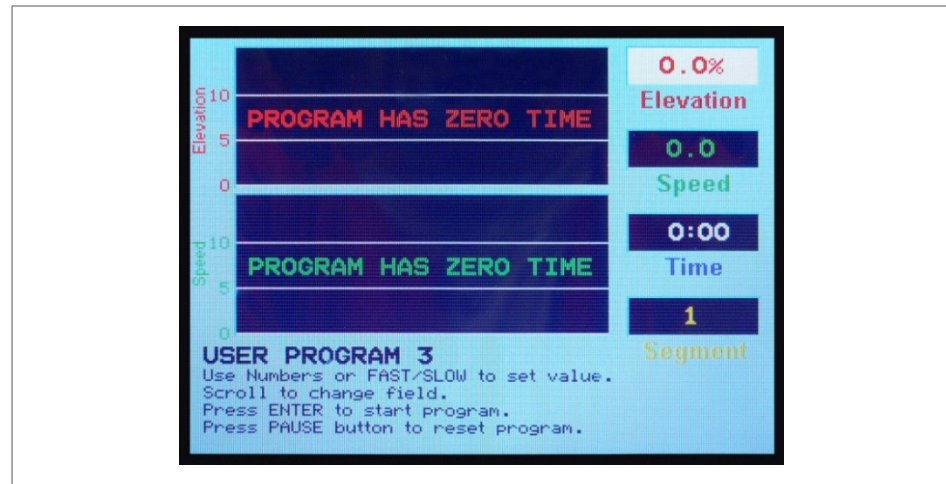 Elevation
10
5
0
PROGRAM HAS ZERO TIME
Speed
10
5
0
PROGRAM HAS ZERO TIME
0.0%
Elevation
0.0
Speed
0:00
Time
1
Segment
USER PROGRAM 3
Use Numbers or FAST/SLOW to set value.
Scroll to change field.
Press ENTER to start program.
Press PAUSE button to reset program.